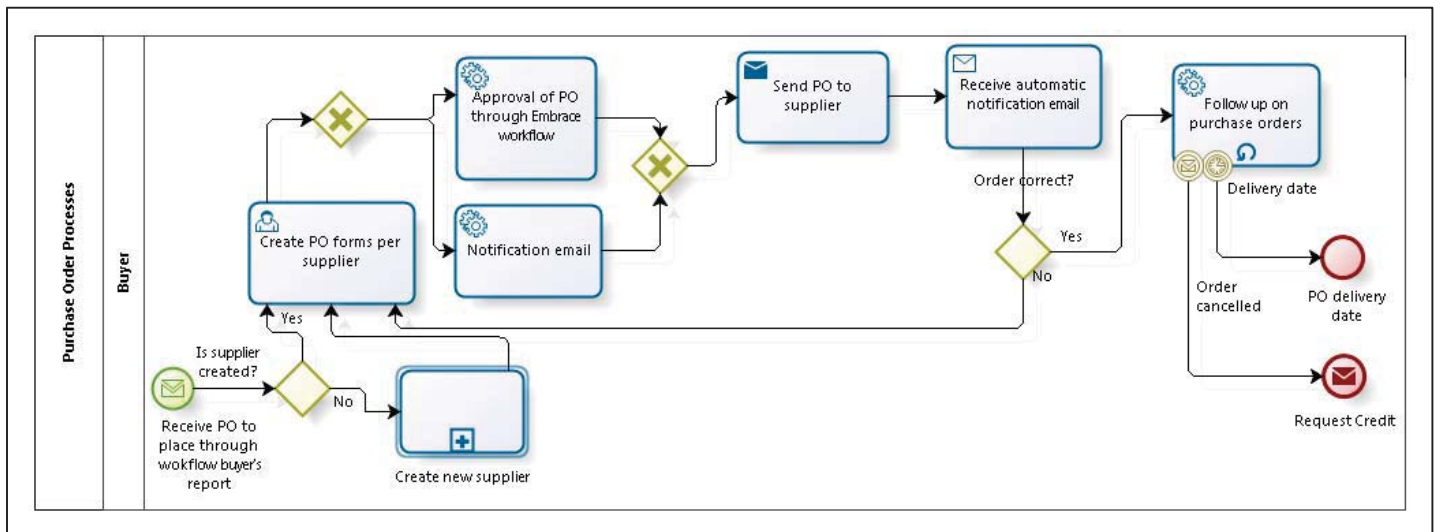 Purchase Order Processes
Buyer
Receive PO to
place through
wokflow buyer's
report
Is supplier
created?
Yes
No
Create new supplier
Create PO forms per
supplier
Approval of PO
through Embrace
workflow
Notification email
Send PO to
supplier
Receive automatic
notification email
Order correct?
Yes
No
Follow up on
purchase orders
Delivery date
Order
cancelled
PO delivery
date
Request Credit